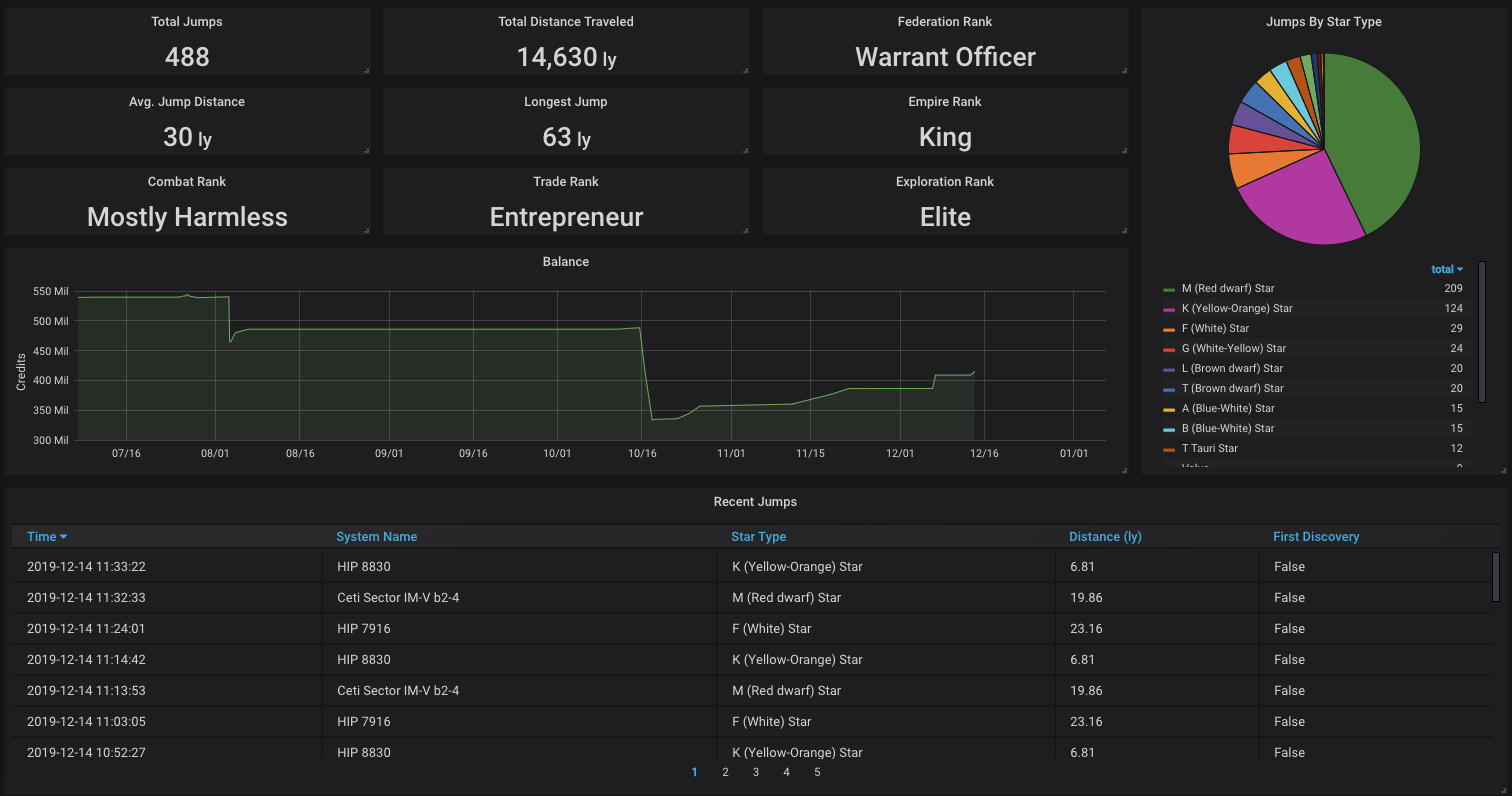 Total Jumps
488
Total Distance Traveled
14,630 ly
Federation Rank
Warrant Officer
Avg. Jump Distance
30 ly
Longest Jump
63 ly
Empire Rank
King
Combat Rank
Mostly Harmless
Trade Rank
Entrepreneur
Exploration Rank
Elite
Balance
Credits
550 Mil
500 Mil
450 Mil
400 Mil
350 Mil
300 Mil
07/16 08/01 08/16 09/01 09/16 10/01 10/16 11/01 11/15 12/01 12/16 01/01
Jumps By Star Type
total
M (Red dwarf) Star 209
K (Yellow-Orange) Star 124
F (White) Star 29
G (White-Yellow) Star 24
L (Brown dwarf) Star 20
T (Brown dwarf) Star 20
A (Blue-White) Star 15
B (Blue-White) Star 15
T Tauri Star 12
Recent Jumps
Time System Name Star Type Distance (ly) First Discovery
2019-12-14 11:33:22 HIP 8830 K (Yellow-Orange) Star 6.81 False
2019-12-14 11:32:33 Ceti Sector IM-V b2-4 M (Red dwarf) Star 19.86 False
2019-12-14 11:24:01 HIP 7916 F (White) Star 23.16 False
2019-12-14 11:14:42 HIP 8830 K (Yellow-Orange) Star 6.81 False
2019-12-14 11:13:53 Ceti Sector IM-V b2-4 M (Red dwarf) Star 19.86 False
2019-12-14 11:03:05 HIP 7916 F (White) Star 23.16 False
2019-12-14 10:52:27 HIP 8830 K (Yellow-Orange) Star 6.81 False
1 2 3 4 5